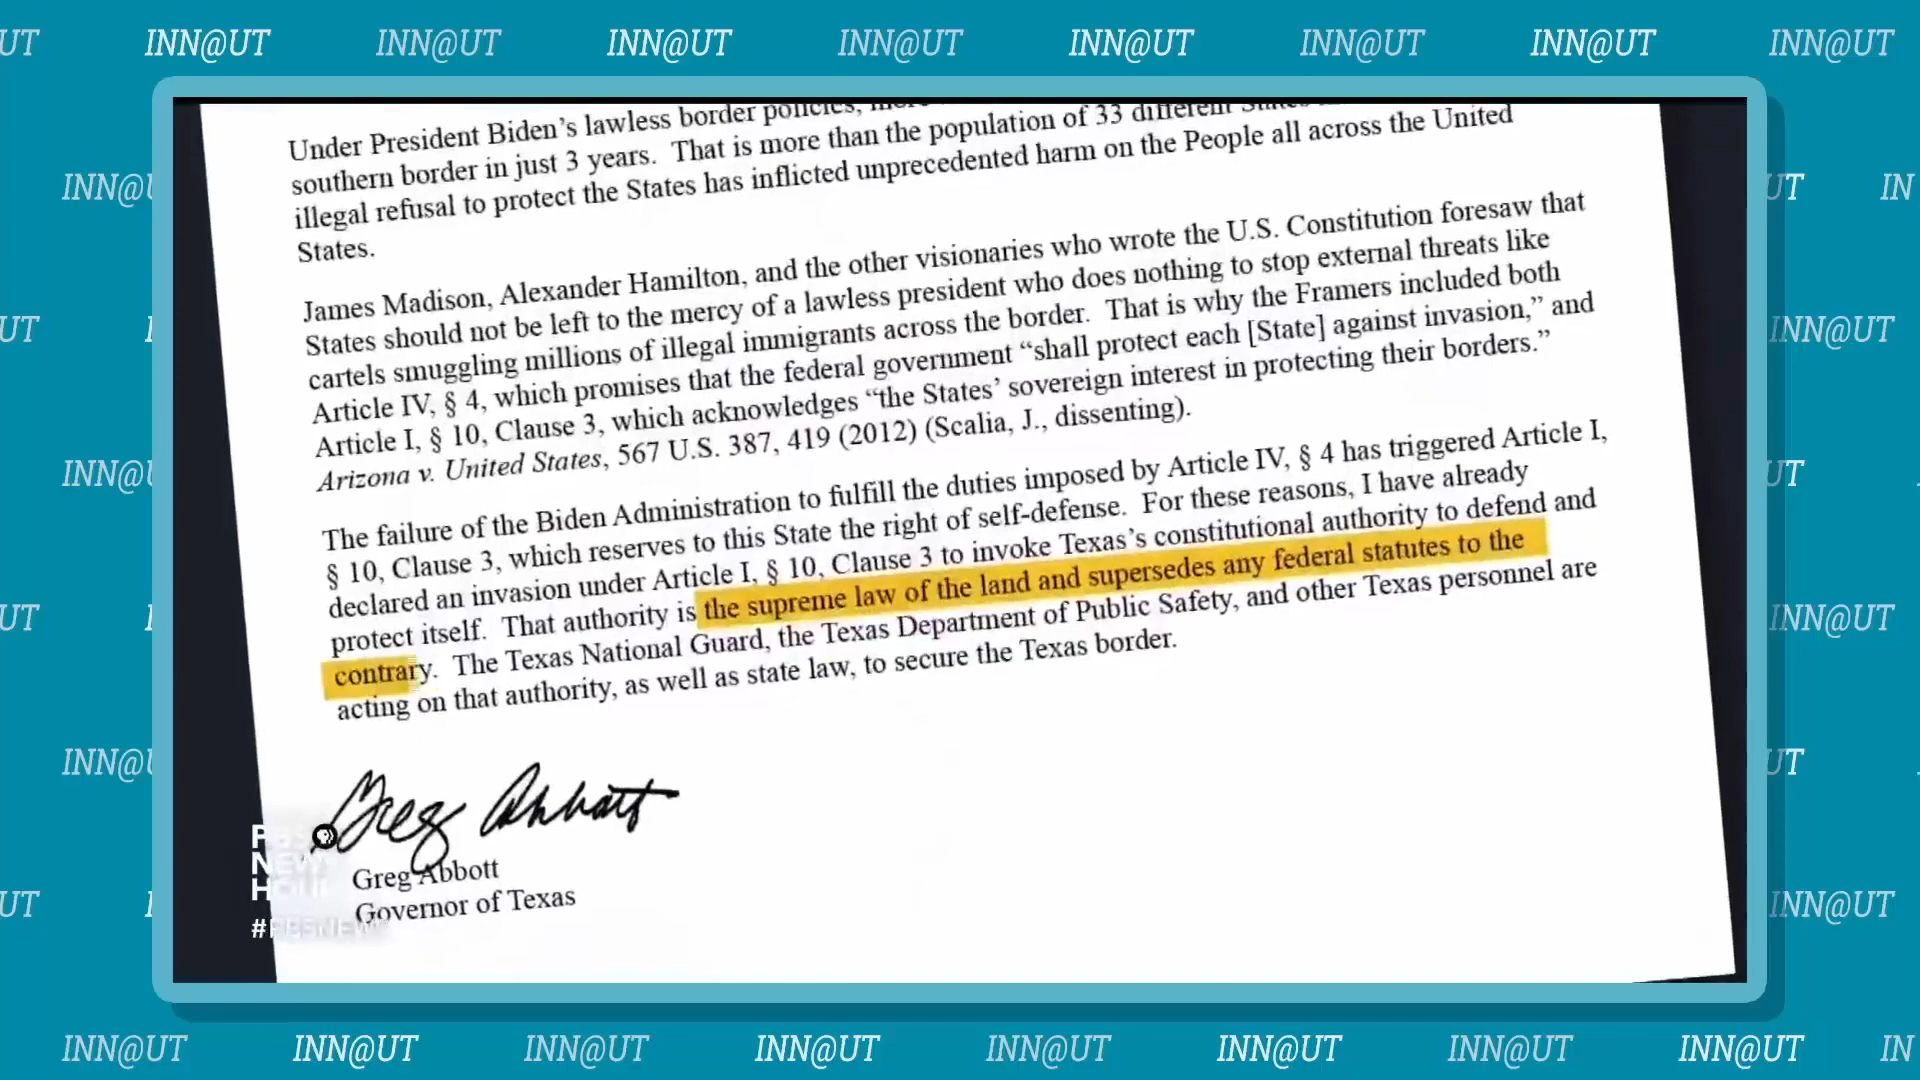 UT INN@UT INN@UT INN@UT INN@UT INN@UT INN@UT INN@UT INN@UT
Under President Biden's lawless border policies,
southern border in just 3 years. That is more than the population of 33 different States
illegal refusal to protect the States has inflicted unprecedented harm on the People all across the United
States.
James Madison, Alexander Hamilton, and the other visionaries who wrote the U.S. Constitution foresaw that
States should not be left to the mercy of a lawless president who does nothing to stop external threats like
cartels smuggling millions of illegal immigrants across the border. That is why the Framers included both
Article IV, § 4, which promises that the federal government “shall protect each [State] against invasion,” and
Article I, § 10, Clause 3, which acknowledges “the States’ sovereign interest in protecting their borders.”
Arizona v. United States, 567 U.S. 387, 419 (2012) (Scalia, J., dissenting).
The failure of the Biden Administration to fulfill the duties imposed by Article IV, § 4 has triggered Article I,
§ 10, Clause 3, which reserves to this State the right of self-defense. For these reasons, I have already
declared an invasion under Article I, § 10, Clause 3 to invoke Texas’s constitutional authority to defend and
protect itself. That authority is the supreme law of the land and supersedes any federal statutes to the
contrary. The Texas National Guard, the Texas Department of Public Safety, and other Texas personnel are
acting on that authority, as well as state law, to secure the Texas border.
Greg Abbott
Greg Abbott
Governor of Texas
PBS
NEWS
HOUR
#PBSNEWS
INN@UT INN@UT INN@UT INN@UT INN@UT INN@UT INN@UT INN@UT IN